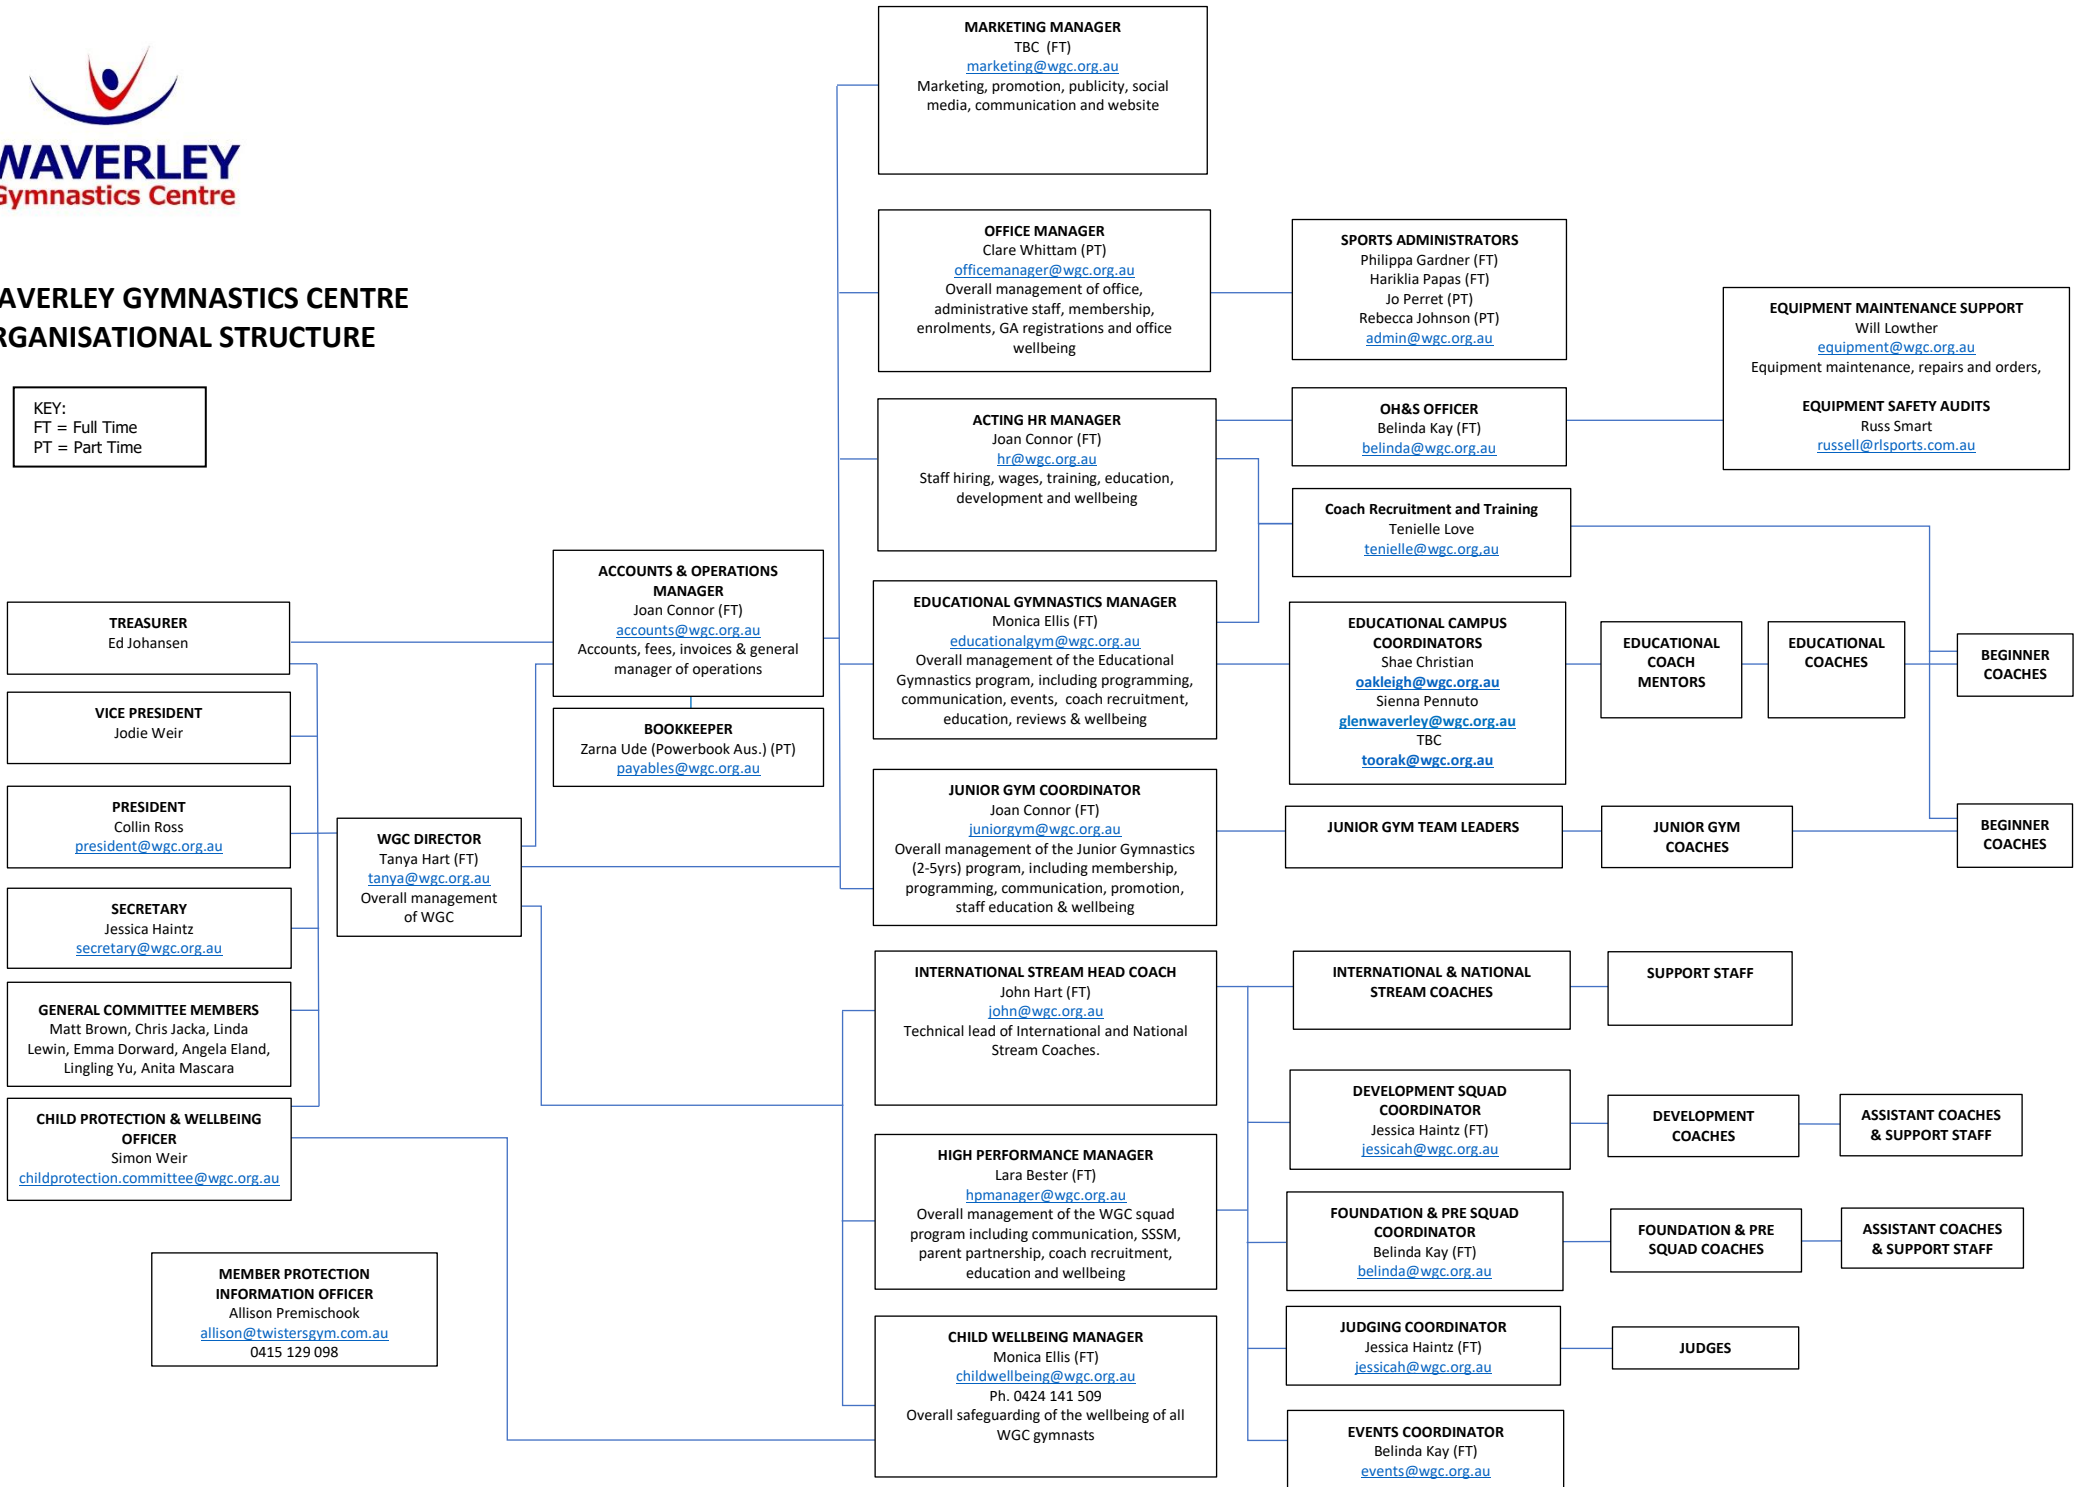 WAVERLEY
Gymnastics Centre
WAVERLEY GYMNASTICS CENTRE
ORGANISATIONAL STRUCTURE
KEY:
FT = Full Time
PT = Part Time
TREASURER
Ed Johansen
VICE PRESIDENT
Jodie Weir
PRESIDENT
Collin Ross
president@wgc.org.au
SECRETARY
Jessica Haintz
secretary@wgc.org.au
GENERAL COMMITTEE MEMBERS
Matt Brown, Chris Jacka, Linda
Lewin, Emma Dorward, Angela Eland,
Lingling Yu, Anita Mascara
CHILD PROTECTION & WELLBEING
OFFICER
Simon Weir
childprotection.committee@wgc.org.au
MEMBER PROTECTION
INFORMATION OFFICER
Allison Premischook
allison@twistersgym.com.au
0415 129 098
WGC DIRECTOR
Tanya Hart (FT)
tanya@wgc.org.au
Overall management
of WGC
ACCOUNTS & OPERATIONS
MANAGER
Joan Connor (FT)
accounts@wgc.org.au
Accounts, fees, invoices & general
manager of operations
BOOKKEEPER
Zarna Ude (Powerbook Aus.) (PT)
payables@wgc.org.au
MARKETING MANAGER
TBC (FT)
marketing@wgc.org.au
Marketing, promotion, publicity, social
media, communication and website
OFFICE MANAGER
Clare Whittam (PT)
officemanager@wgc.org.au
Overall management of office,
administrative staff, membership,
enrolments, GA registrations and office
wellbeing
ACTING HR MANAGER
Joan Connor (FT)
hr@wgc.org.au
Staff hiring, wages, training, education,
development and wellbeing
EDUCATIONAL GYMNASTICS MANAGER
Monica Ellis (FT)
educationalgym@wgc.org.au
Overall management of the Educational
Gymnastics program, including programming,
communication, events, coach recruitment,
education, reviews & wellbeing
JUNIOR GYM COORDINATOR
Joan Connor (FT)
juniorgym@wgc.org.au
Overall management of the Junior Gymnastics
(2-5yrs) program, including membership,
programming, communication, promotion,
staff education & wellbeing
INTERNATIONAL STREAM HEAD COACH
John Hart (FT)
john@wgc.org.au
Technical lead of International and National
Stream Coaches.
HIGH PERFORMANCE MANAGER
Lara Bester (FT)
hpmanager@wgc.org.au
Overall management of the WGC squad
program including communication, SSSM,
parent partnership, coach recruitment,
education and wellbeing
CHILD WELLBEING MANAGER
Monica Ellis (FT)
childwellbeing@wgc.org.au
Ph. 0424 141 509
Overall safeguarding of the wellbeing of all
WGC gymnasts
SPORTS ADMINISTRATORS
Philippa Gardner (FT)
Hariklia Papas (FT)
Jo Perret (PT)
Rebecca Johnson (PT)
admin@wgc.org.au
OH&S OFFICER
Belinda Kay (FT)
belinda@wgc.org.au
Coach Recruitment and Training
Tenielle Love
tenielle@wgc.org,au
EDUCATIONAL CAMPUS
COORDINATORS
Shae Christian
oakleigh@wgc.org.au
Sienna Pennuto
glenwaverley@wgc.org.au
TBC
toorak@wgc.org.au
JUNIOR GYM TEAM LEADERS
INTERNATIONAL & NATIONAL
STREAM COACHES
DEVELOPMENT SQUAD
COORDINATOR
Jessica Haintz (FT)
jessicah@wgc.org.au
FOUNDATION & PRE SQUAD
COORDINATOR
Belinda Kay (FT)
belinda@wgc.org.au
JUDGING COORDINATOR
Jessica Haintz (FT)
jessicah@wgc.org.au
EVENTS COORDINATOR
Belinda Kay (FT)
events@wgc.org.au
EQUIPMENT MAINTENANCE SUPPORT
Will Lowther
equipment@wgc.org.au
Equipment maintenance, repairs and orders,
EQUIPMENT SAFETY AUDITS
Russ Smart
russell@rlsports.com.au
EDUCATIONAL
COACH
MENTORS
EDUCATIONAL
COACHES
BEGINNER
COACHES
JUNIOR GYM
COACHES
BEGINNER
COACHES
SUPPORT STAFF
DEVELOPMENT
COACHES
ASSISTANT COACHES
& SUPPORT STAFF
FOUNDATION & PRE
SQUAD COACHES
ASSISTANT COACHES
& SUPPORT STAFF
JUDGES